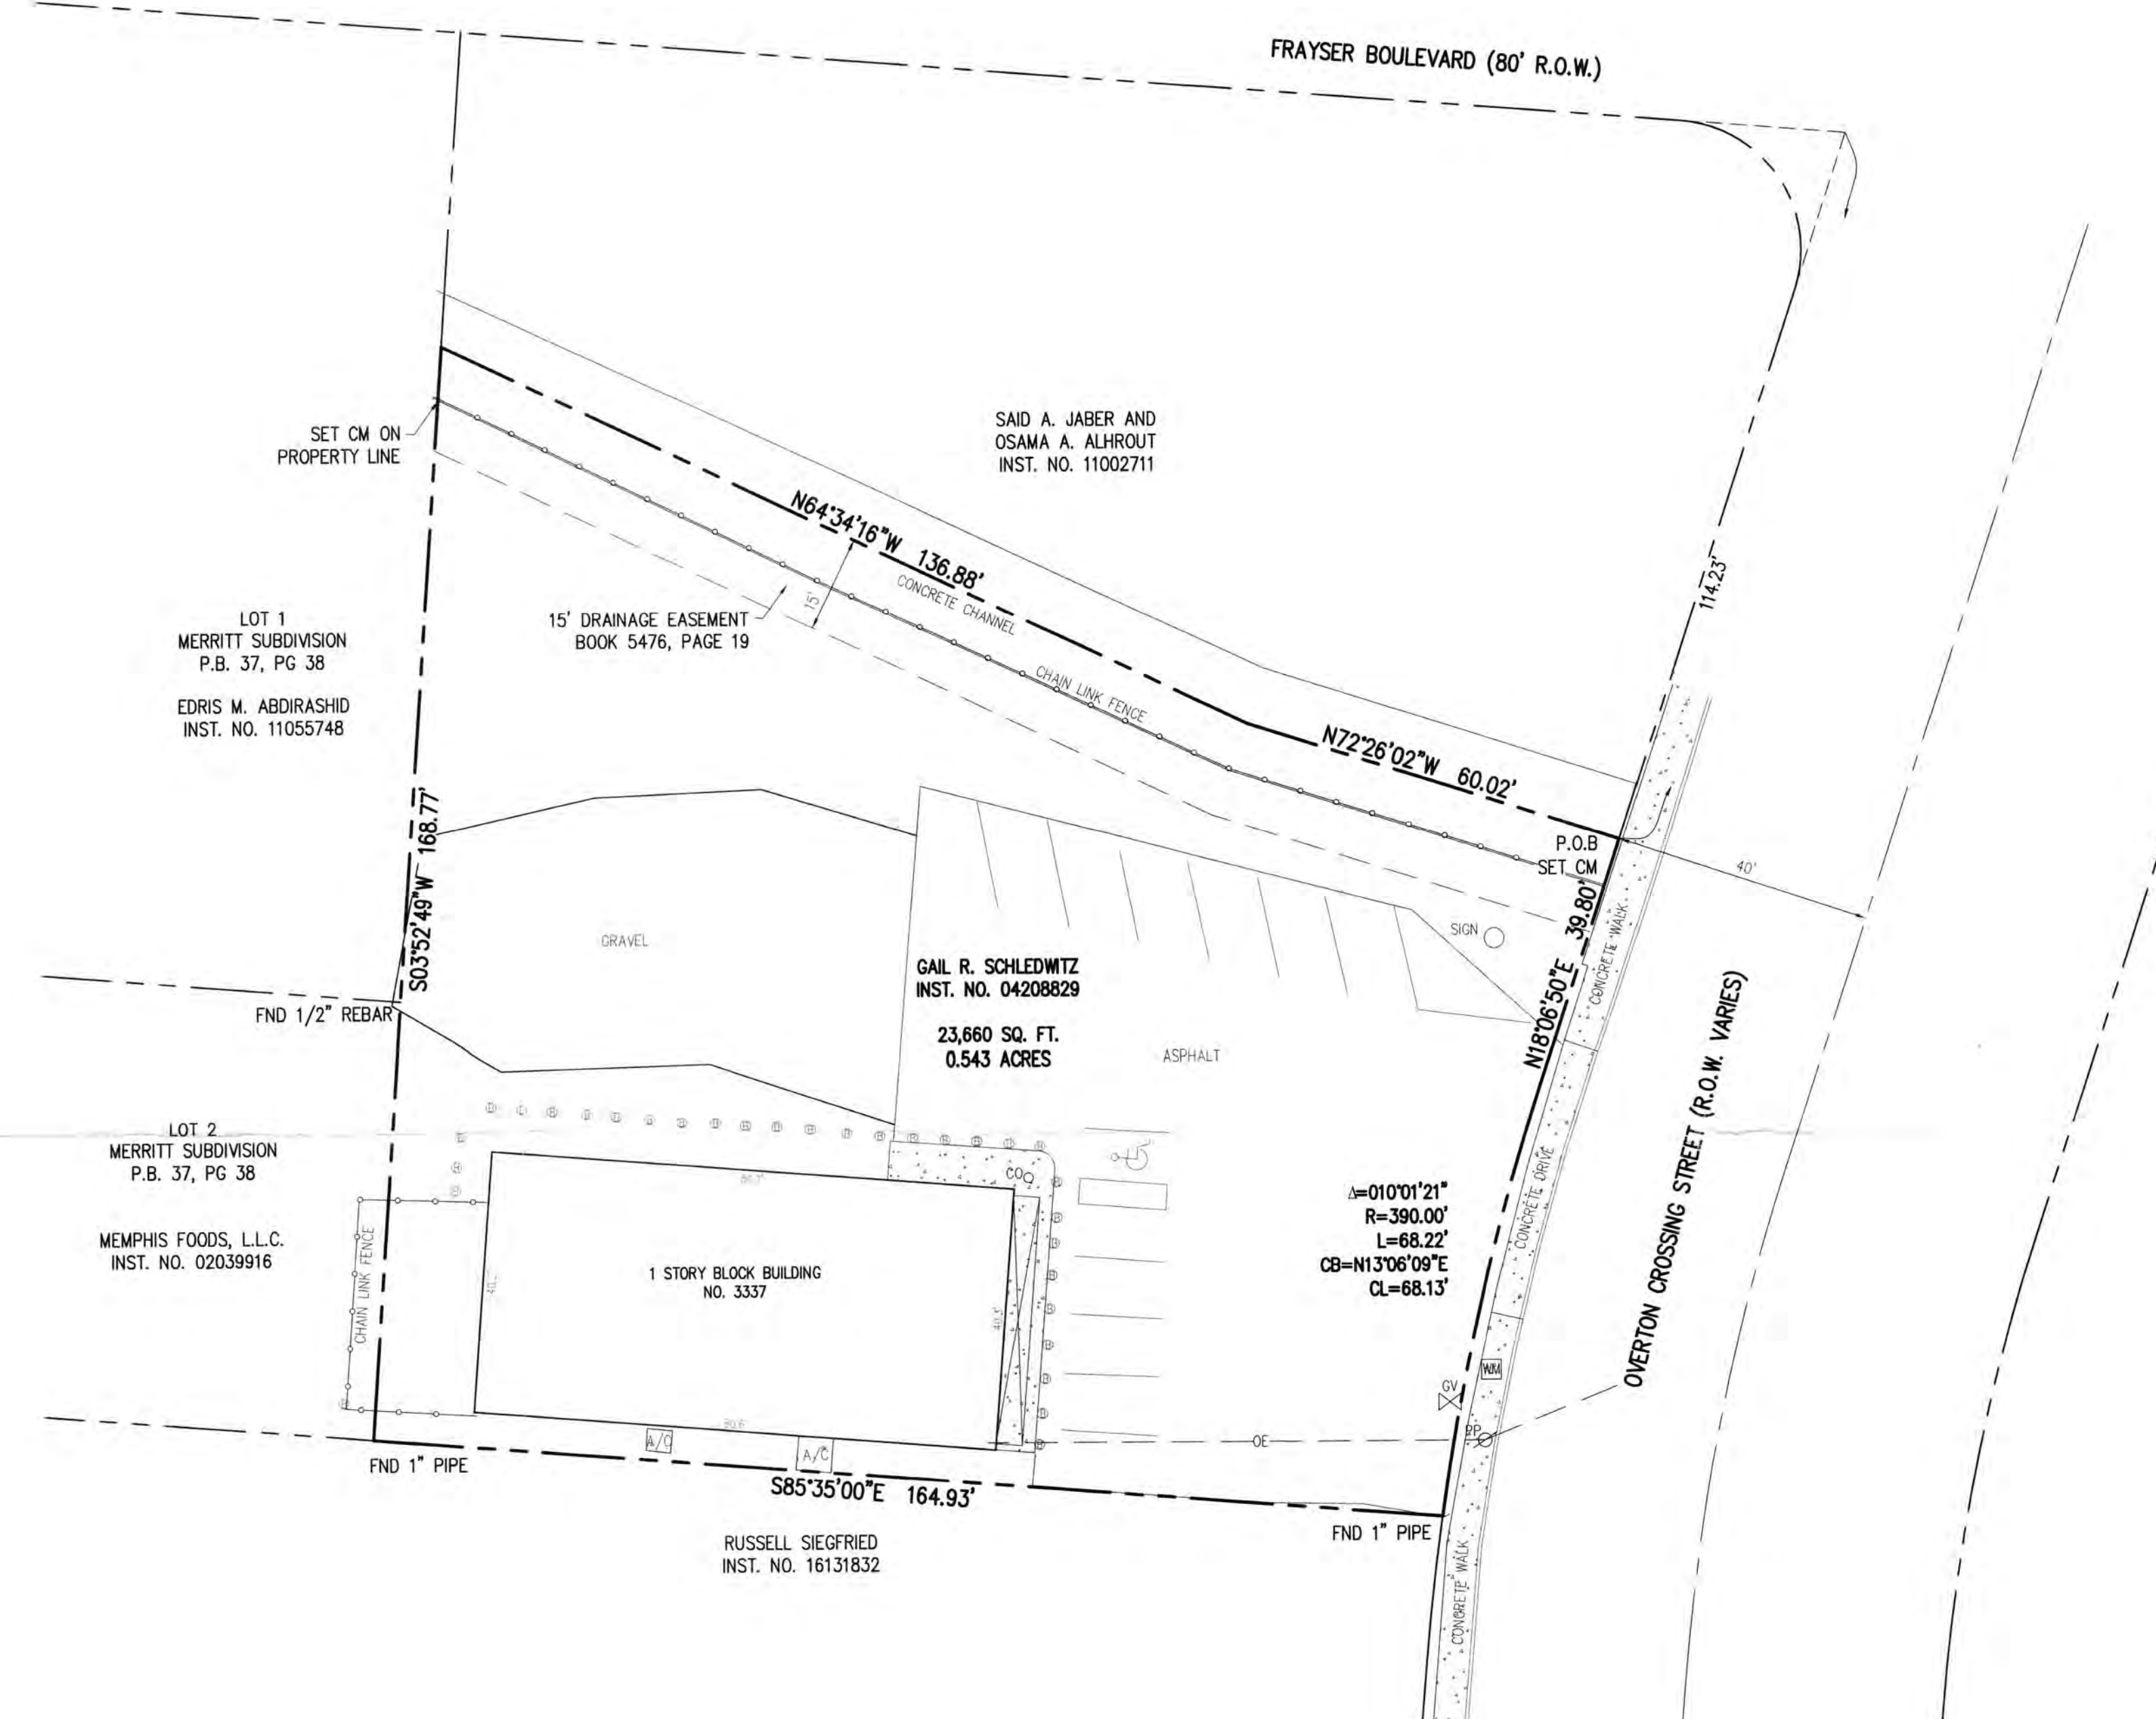 FRAYSER BOULEVARD (80' R.O.W.)
SAID A. JABER AND
OSAMA A. ALHROUT
INST. NO. 11002711
SET CM ON
PROPERTY LINE
N64°34'16"W 136.88'
CONCRETE CHANNEL
15'
15' DRAINAGE EASEMENT
BOOK 5476, PAGE 19
CHAIN LINK FENCE
114.23'
LOT 1
MERRITT SUBDIVISION
P.B. 37, PG 38
EDRIS M. ABDIRASHID
INST. NO. 11055748
N72°26'02"W 60.02'
P.O.B
SET CM
40'
S03°52'49"W 168.77'
GRAVEL
SIGN
N18°06'50"E 39.80'
CONCRETE WALK
GAIL R. SCHLEDWITZ
INST. NO. 04208829
23,660 SQ. FT.
0.543 ACRES
ASPHALT
FND 1/2" REBAR
OVERTON CROSSING STREET (R.O.W. VARIES)
LOT 2
MERRITT SUBDIVISION
P.B. 37, PG 38
MEMPHIS FOODS, L.L.C.
INST. NO. 02039916
CHAIN LINK FENCE
CO
1 STORY BLOCK BUILDING
NO. 3337
40.3'
Δ=010°01'21"
R=390.00'
L=68.22'
CB=N13°06'09"E
CL=68.13'
CONCRETE DRIVE
WM
GV
PP
OE
80.6'
A/C
A/C
FND 1" PIPE
S85°35'00"E 164.93'
FND 1" PIPE
RUSSELL SIEGFRIED
INST. NO. 16131832
CONCRETE WALK